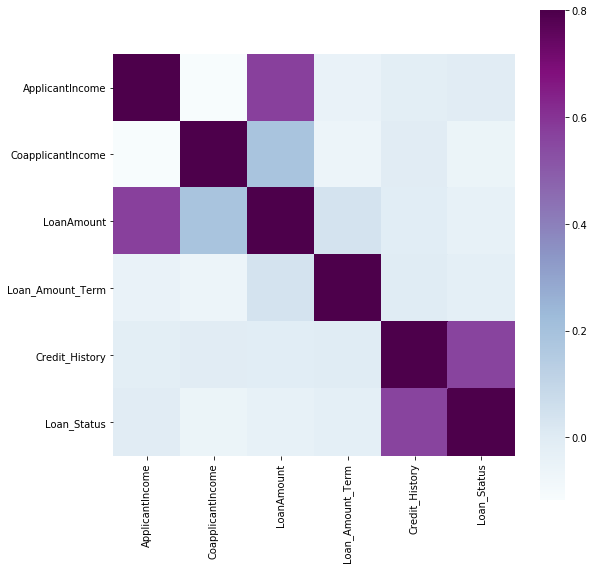 0.8
0.6
0.4
0.2
0.0
ApplicantIncome
CoapplicantIncome
LoanAmount
Loan_Amount_Term
Credit_History
Loan_Status
ApplicantIncome
CoapplicantIncome
LoanAmount
Loan_Amount_Term
Credit_History
Loan_Status